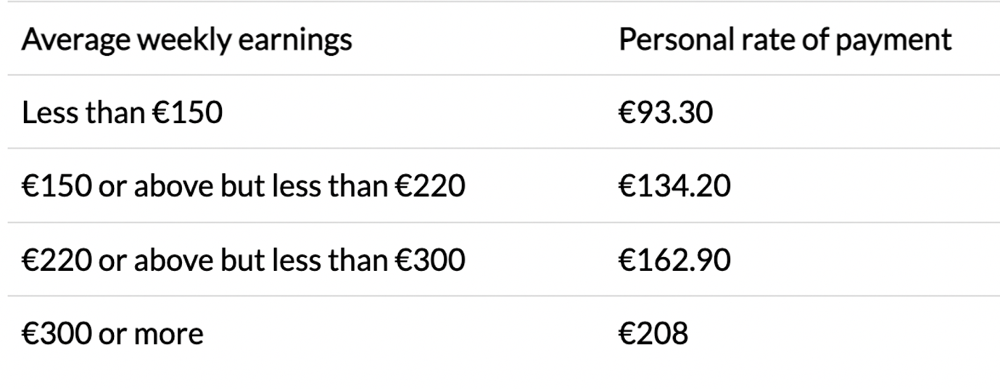 Average weekly earnings Personal rate of payment
Less than €150 €93.30
€150 or above but less than €220 €134.20
€220 or above but less than €300 €162.90
€300 or more €208